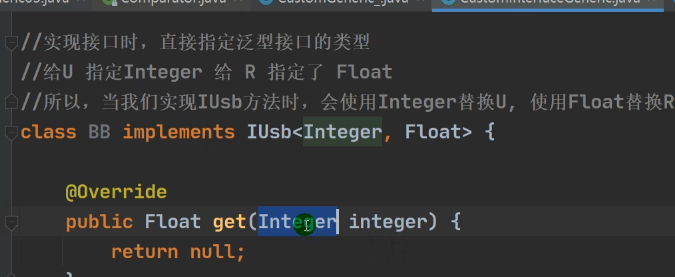 Comparator.java CustomInterfaceGeneric.java
//实现接口时，直接指定泛型接口的类型
//给U 指定Integer 给 R 指定了 Float
//所以，当我们实现IUsb方法时，会使用Integer替换U, 使用Float替换R
class BB implements IUsb<Integer, Float> {
@Override
public Float get(Integer integer) {
return null;
}